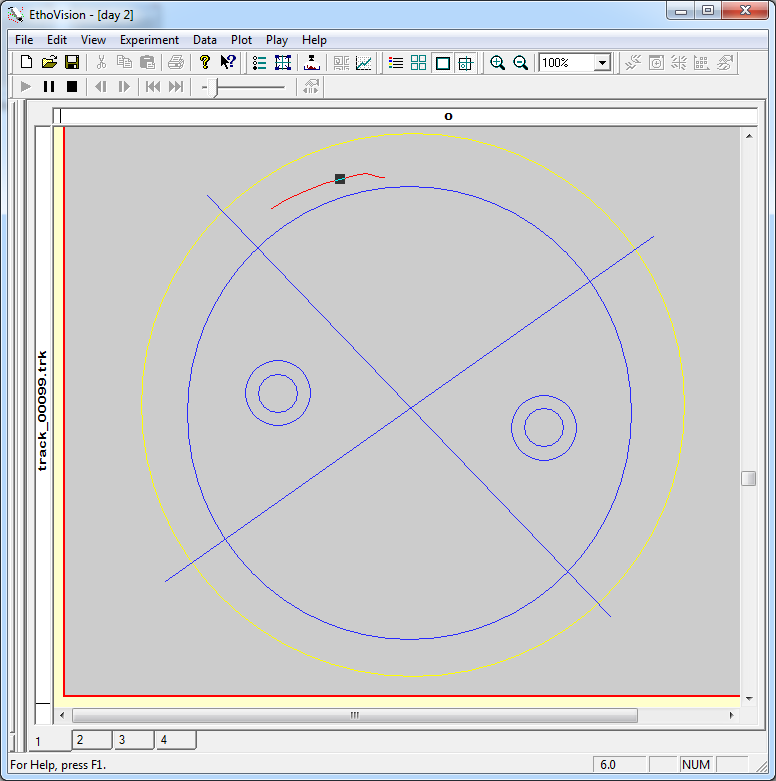 EthoVision - [day 2]
File Edit View Experiment Data Plot Play Help
100%
o
track_00099.trk
1 2 3 4
For Help, press F1.
6.0
NUM